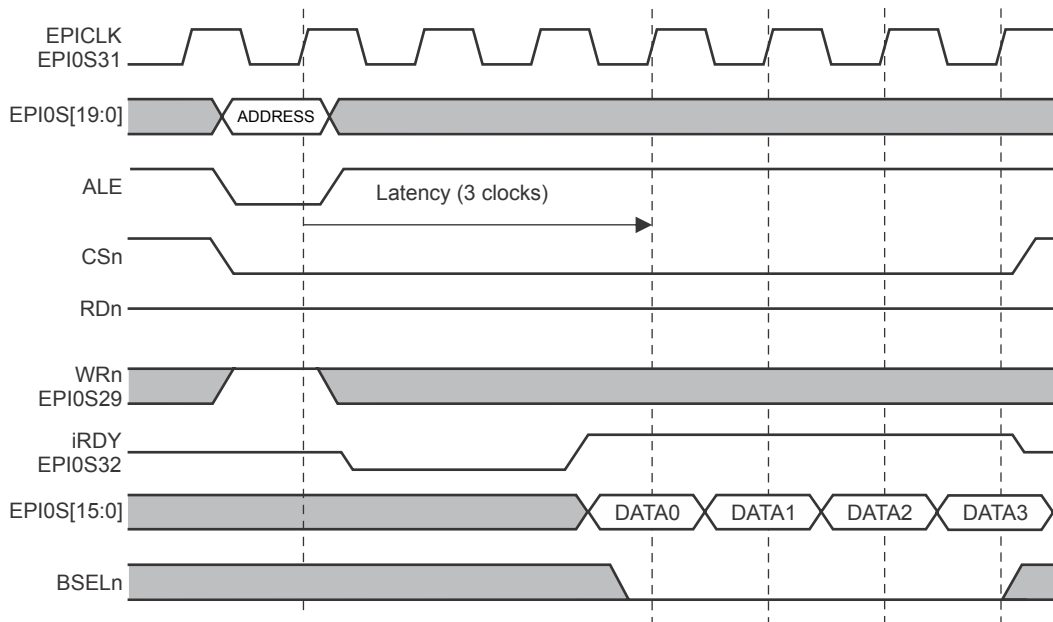 EPICLK
EPI0S31
EPI0S[19:0]
ADDRESS
ALE
Latency (3 clocks)
CSn
RDn
WRn
EPI0S29
iRDY
EPI0S32
EPI0S[15:0]
DATA0
DATA1
DATA2
DATA3
BSELn